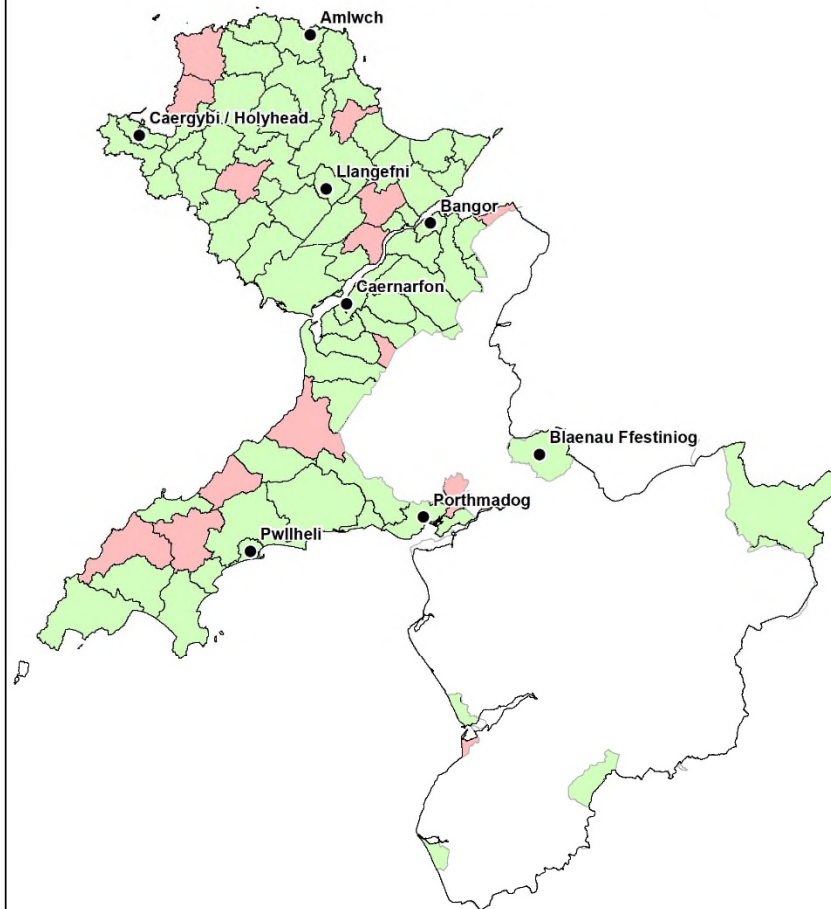 Amlwch
Caergybi / Holyhead
Llangefni
Bangor
Caernarfon
Blaenau Ffestiniog
Porthmadog
Pwllheli